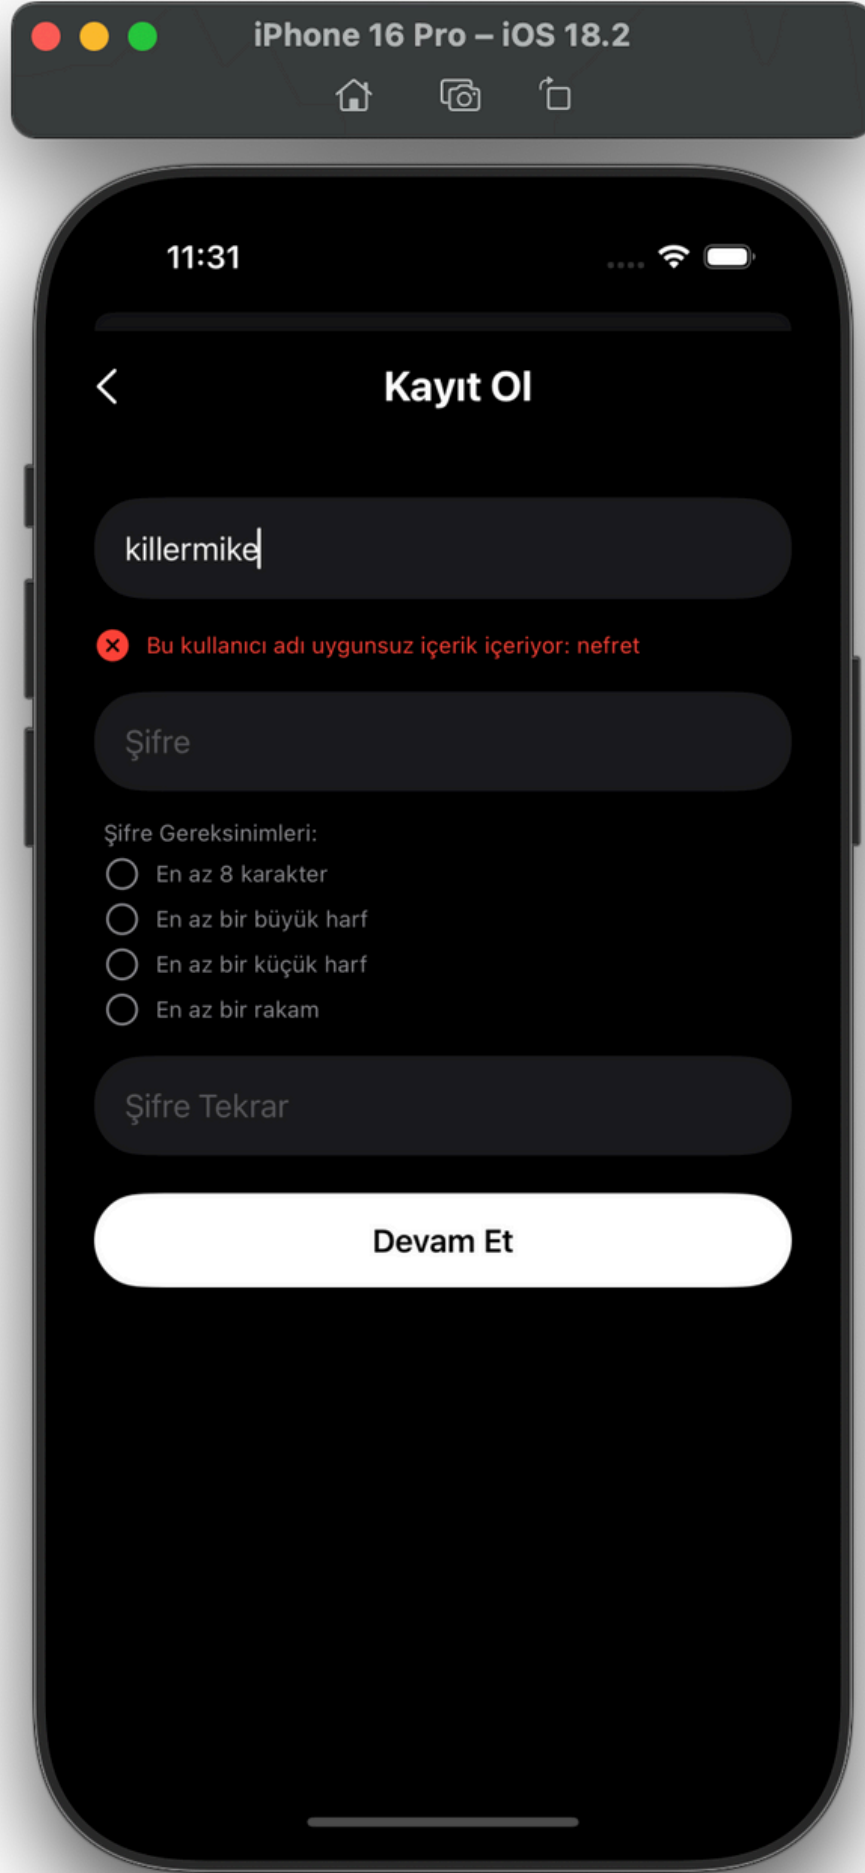 iPhone 16 Pro – iOS 18.2
11:31
Kayıt Ol
killermike
Bu kullanıcı adı uygunsuz içerik içeriyor: nefret
Şifre
Şifre Gereksinimleri:
En az 8 karakter
En az bir büyük harf
En az bir küçük harf
En az bir rakam
Şifre Tekrar
Devam Et